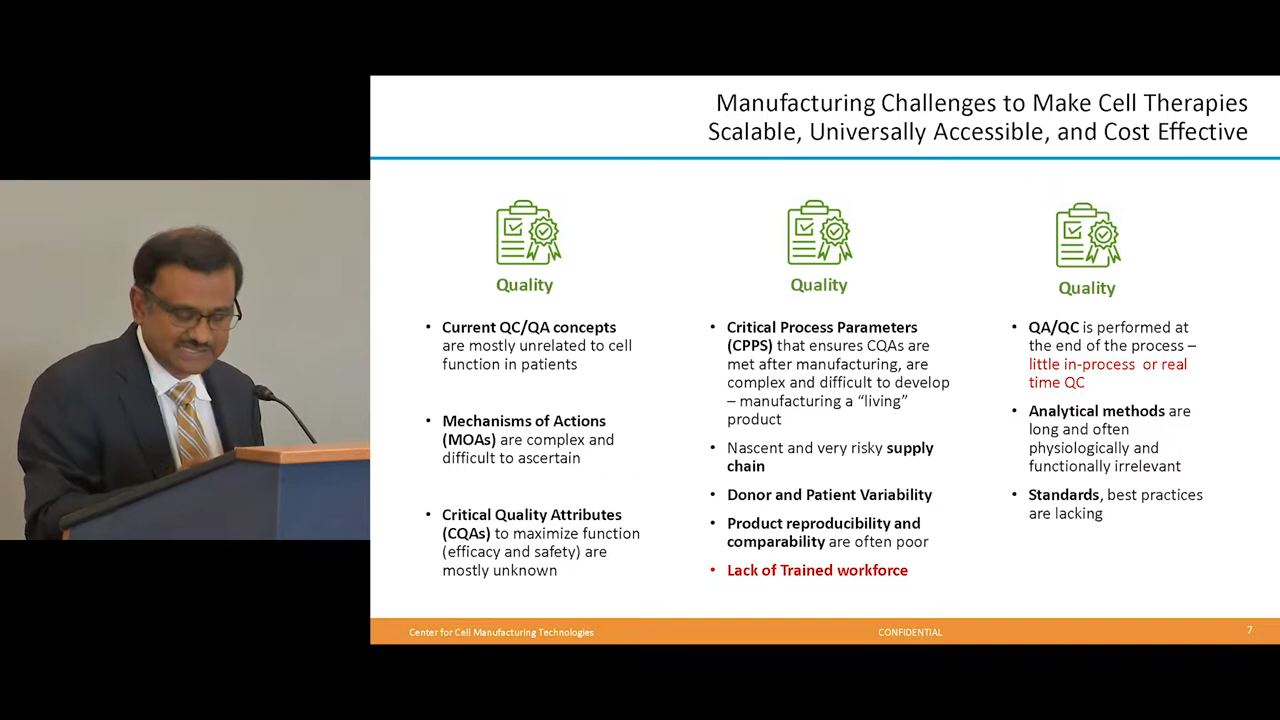 Manufacturing Challenges to Make Cell Therapies
Scalable, Universally Accessible, and Cost Effective
Quality
• Current QC/QA concepts
are mostly unrelated to cell
function in patients
• Mechanisms of Actions
(MOAs) are complex and
difficult to ascertain
• Critical Quality Attributes
(CQAs) to maximize function
(efficacy and safety) are
mostly unknown
Quality
• Critical Process Parameters
(CPPS) that ensures CQAs are
met after manufacturing, are
complex and difficult to develop
– manufacturing a “living”
product
• Nascent and very risky supply
chain
• Donor and Patient Variability
• Product reproducibility and
comparability are often poor
• Lack of Trained workforce
Quality
• QA/QC is performed at
the end of the process –
little in-process or real
time QC
• Analytical methods are
long and often
physiologically and
functionally irrelevant
• Standards, best practices
are lacking
Center for Cell Manufacturing Technologies
CONFIDENTIAL
7